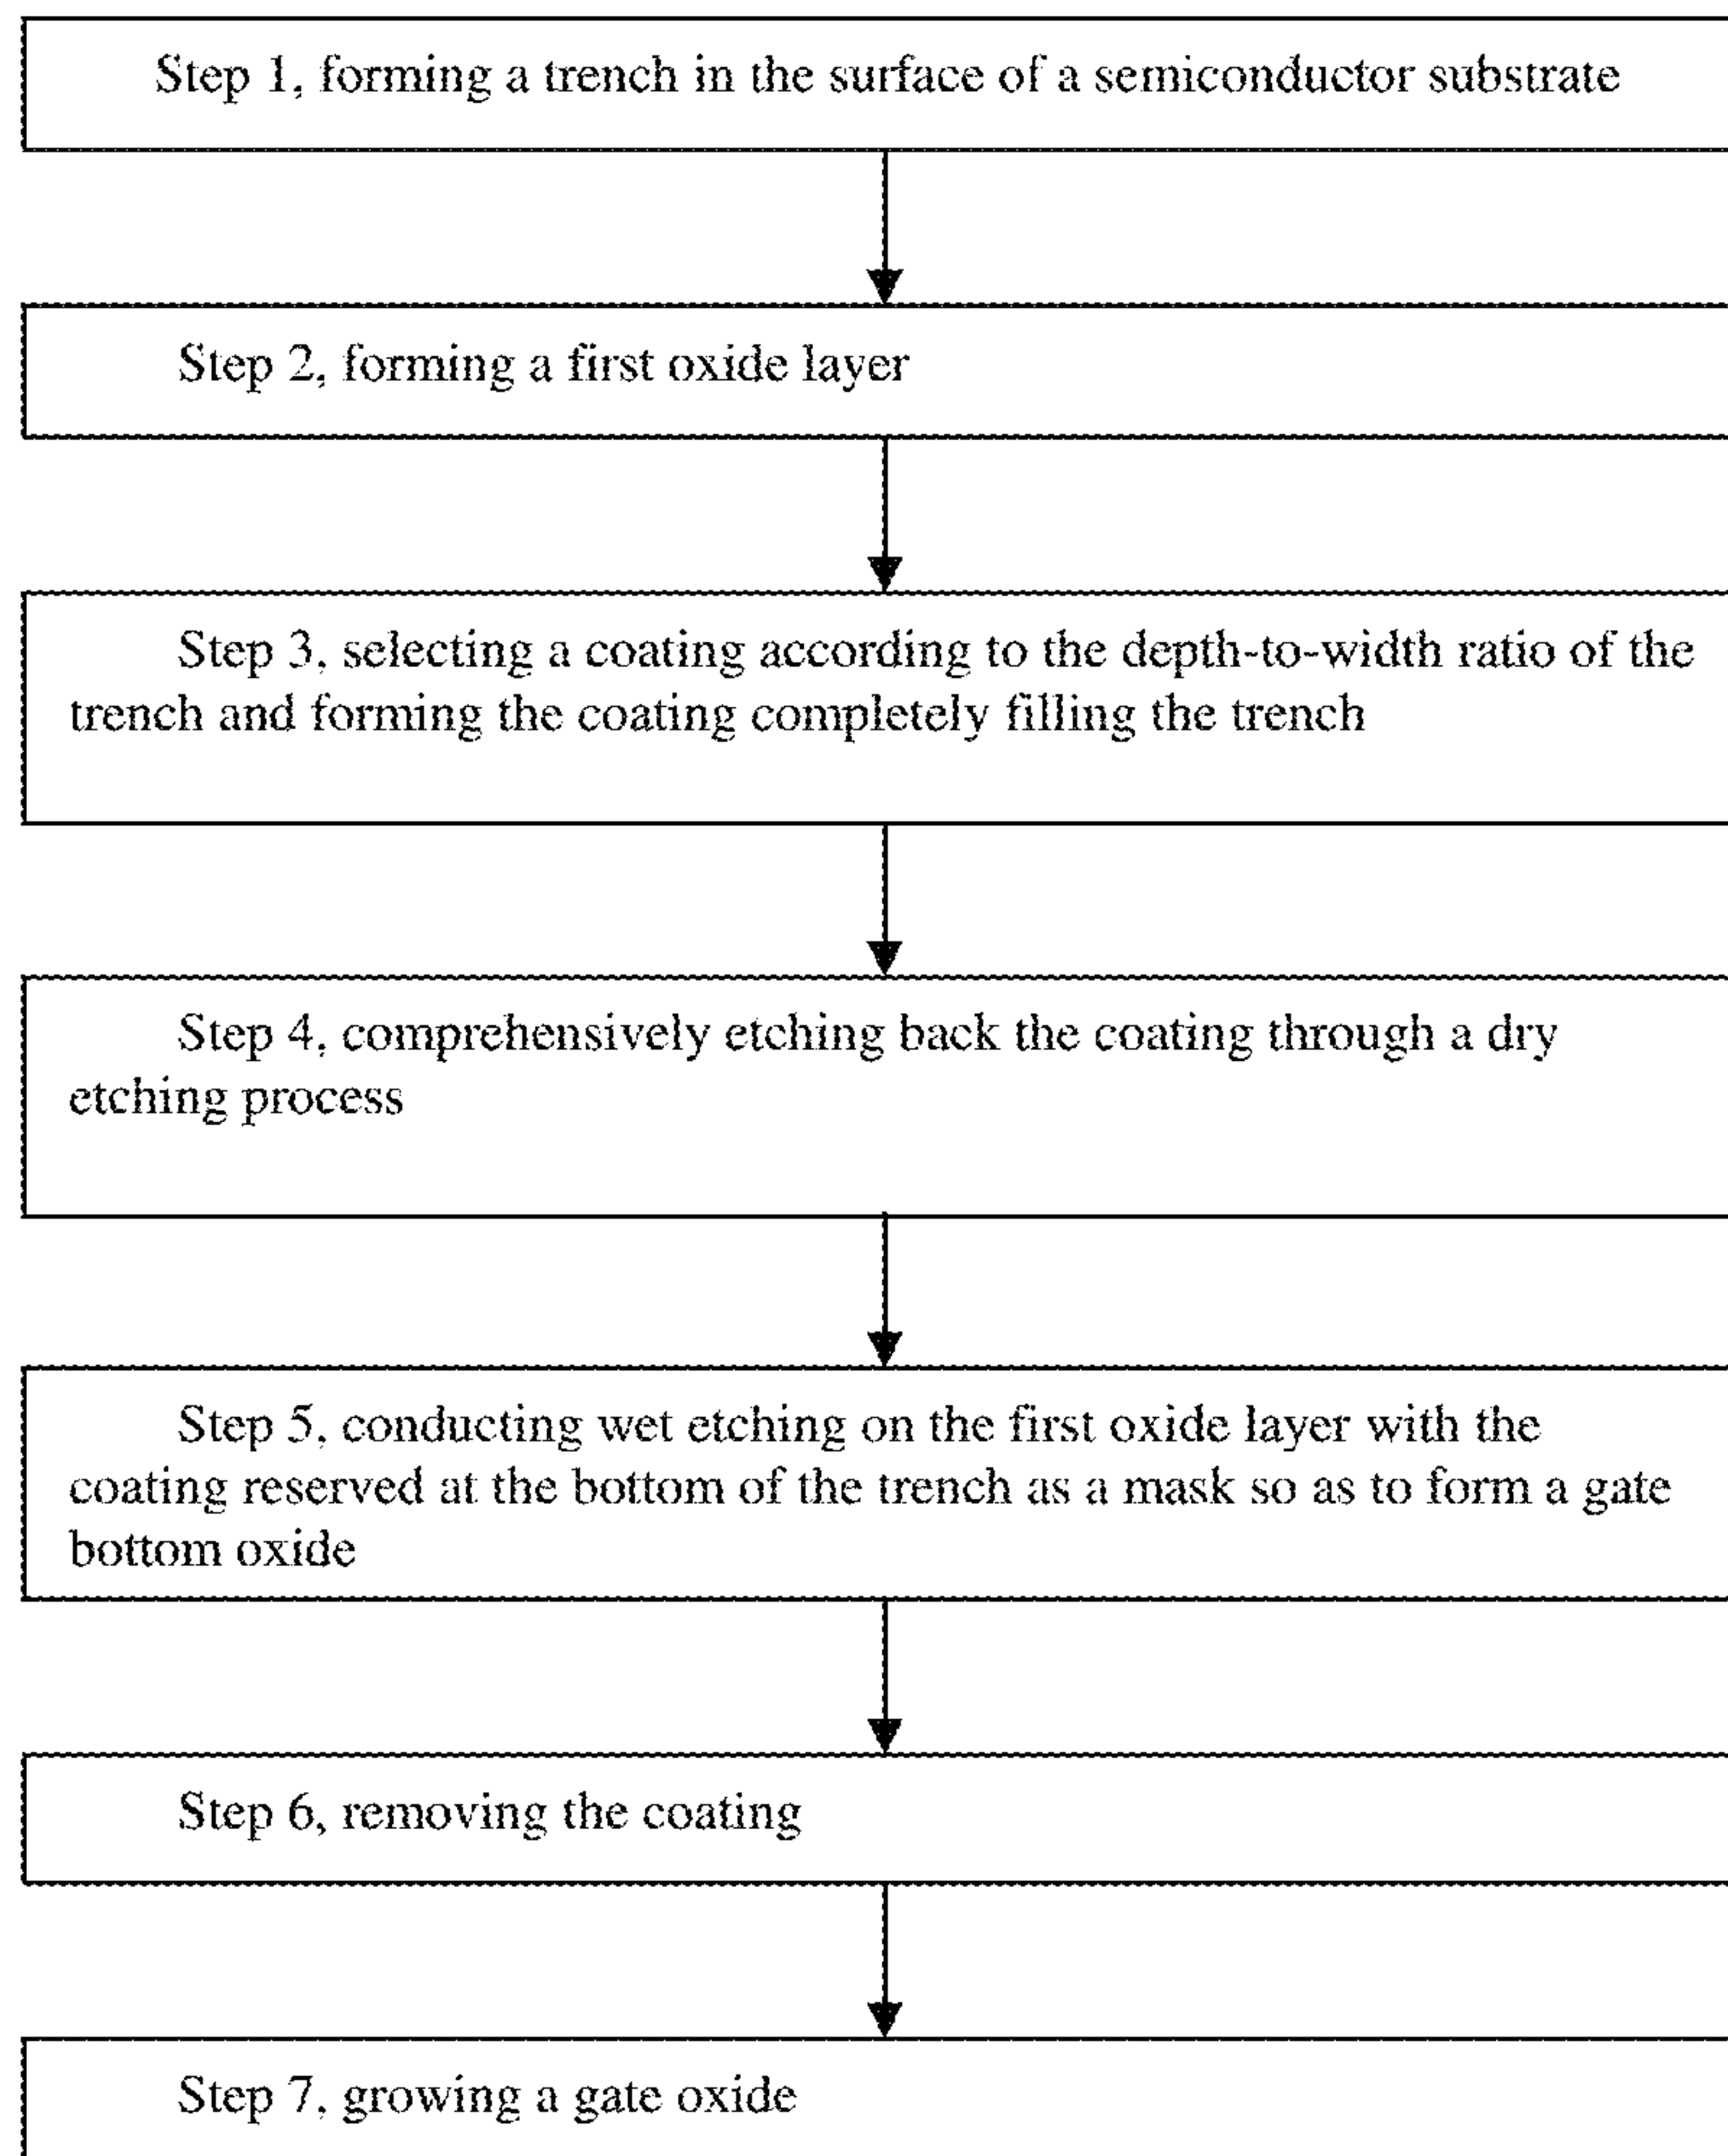 Step 1, forming a trench in the surface of a semiconductor substrate
Step 2, forming a first oxide layer
Step 3, selecting a coating according to the depth-to-width ratio of the
trench and forming the coating completely filling the trench
Step 4, comprehensively etching back the coating through a dry
etching process
Step 5, conducting wet etching on the first oxide layer with the
coating reserved at the bottom of the trench as a mask so as to form a gate
bottom oxide
Step 6, removing the coating
Step 7, growing a gate oxide